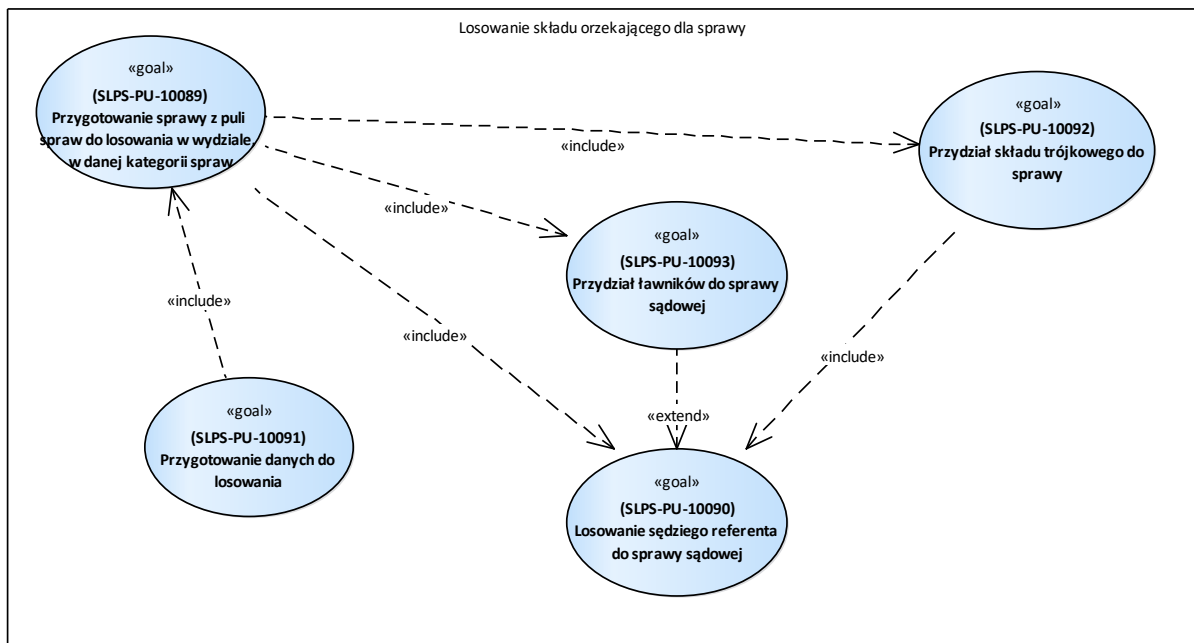 Losowanie składu orzekającego dla sprawy
«goal»
(SLPS-PU-10089)
Przygotowanie sprawy z puli
spraw do losowania w wydziale,
w danej kategorii spraw
«goal»
(SLPS-PU-10092)
Przydział składu trójkowego do
sprawy
«include»
«include»
«goal»
(SLPS-PU-10093)
Przydział ławników do sprawy
sądowej
«include»
«include»
«include»
«goal»
(SLPS-PU-10091)
Przygotowanie danych do
losowania
«extend»
«goal»
(SLPS-PU-10090)
Losowanie sędziego referenta
do sprawy sądowej